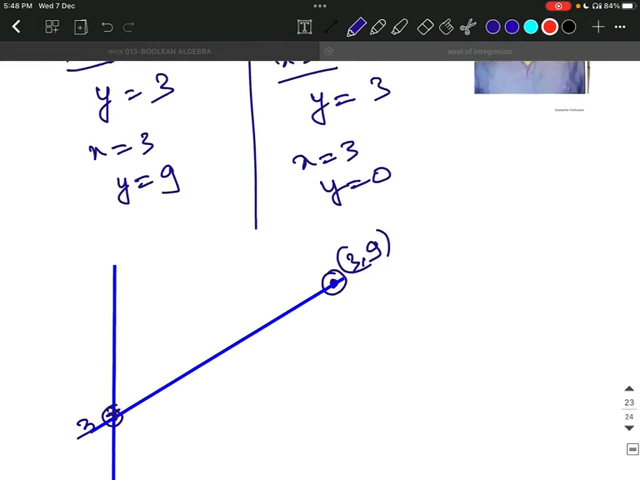 5:48 PM Wed 7 Dec
84%
mca 013-BOOLEAN ALGEBRA
appl.of integration
y = 3
x = 3
y = 9
y = 3
x = 3
y = 0
(3,9)
3
23
24